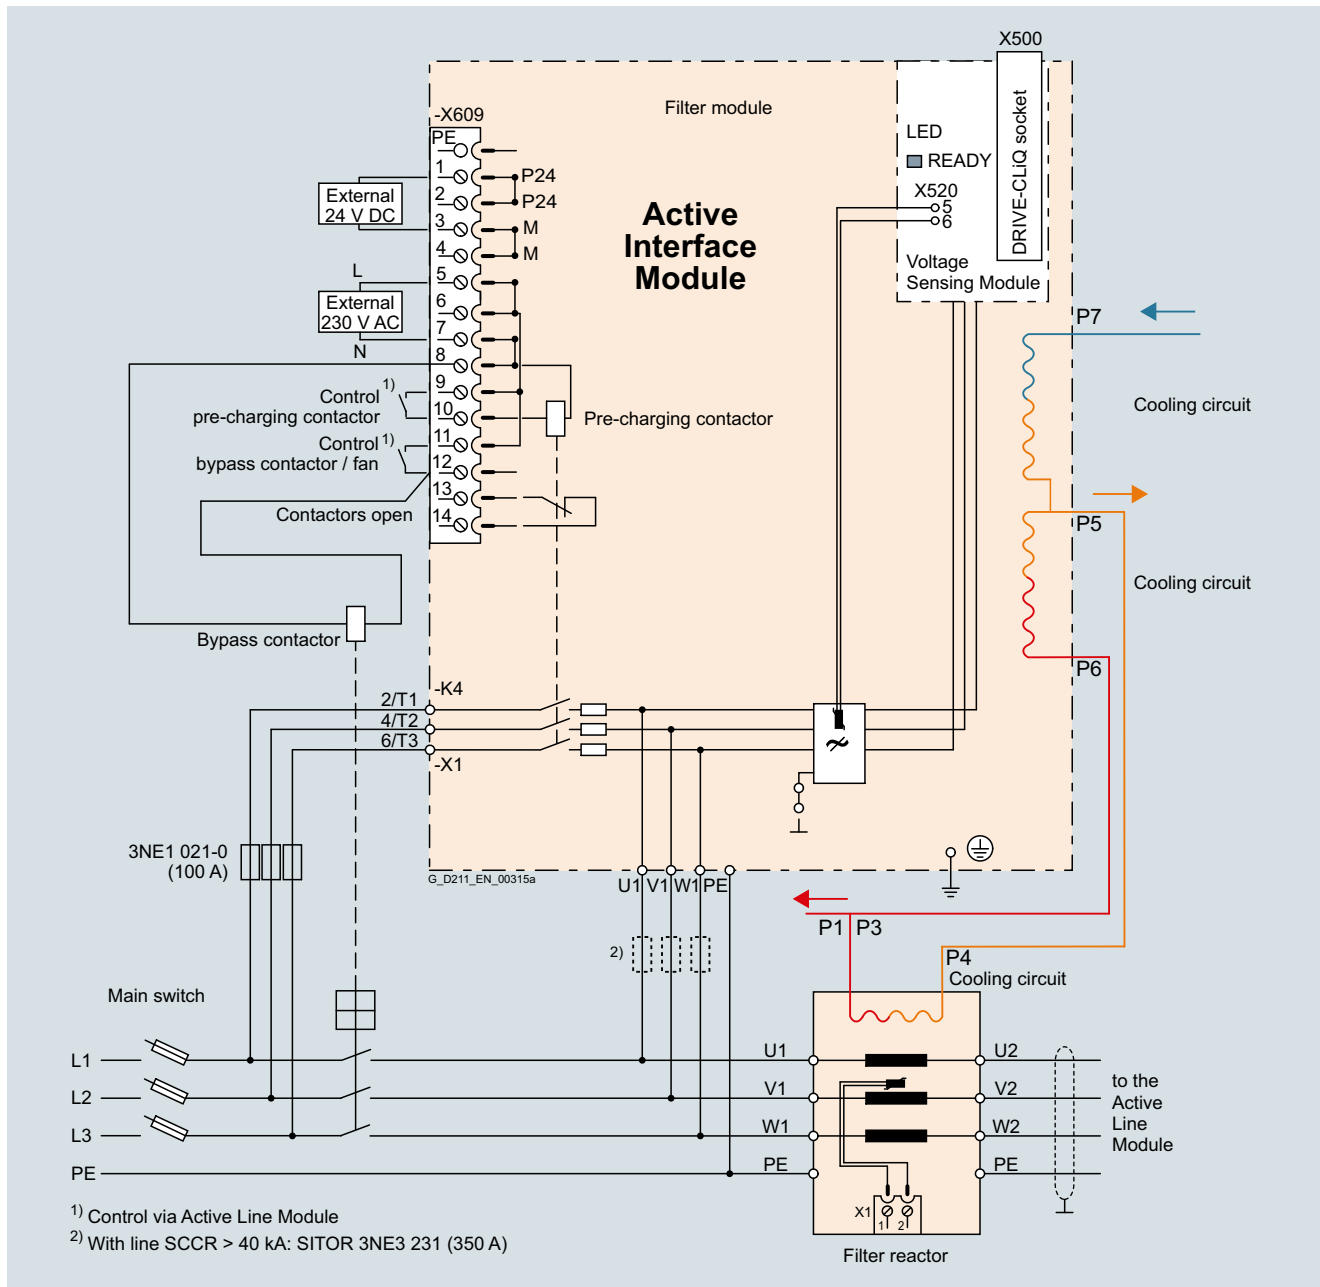 X500
Filter module
-X609
DRIVE-CLiQ socket
LED
READY
X520
5
6
Voltage
Sensing Module
Active
Interface
Module
PE
1
2
3
4
5
6
7
8
9
10
11
12
13
14
P24
P24
M
M
External
24 V DC
L
External
230 V AC
N
Control 1)
pre-charging contactor
Control 1)
bypass contactor / fan
Contactors open
Pre-charging contactor
Bypass contactor
P7
Cooling circuit
P5
Cooling circuit
P6
-K4
2/T1
4/T2
6/T3
-X1
3NE1 021-0
(100 A)
G_D211_EN_00315a
U1 V1 W1 PE
2)
P1 P3
P4
Cooling circuit
Main switch
L1
L2
L3
PE
U1
V1
W1
PE
U2
V2
W2
PE
to the
Active
Line
Module
X1
1 2
Filter reactor
1) Control via Active Line Module
2) With line SCCR > 40 kA: SITOR 3NE3 231 (350 A)